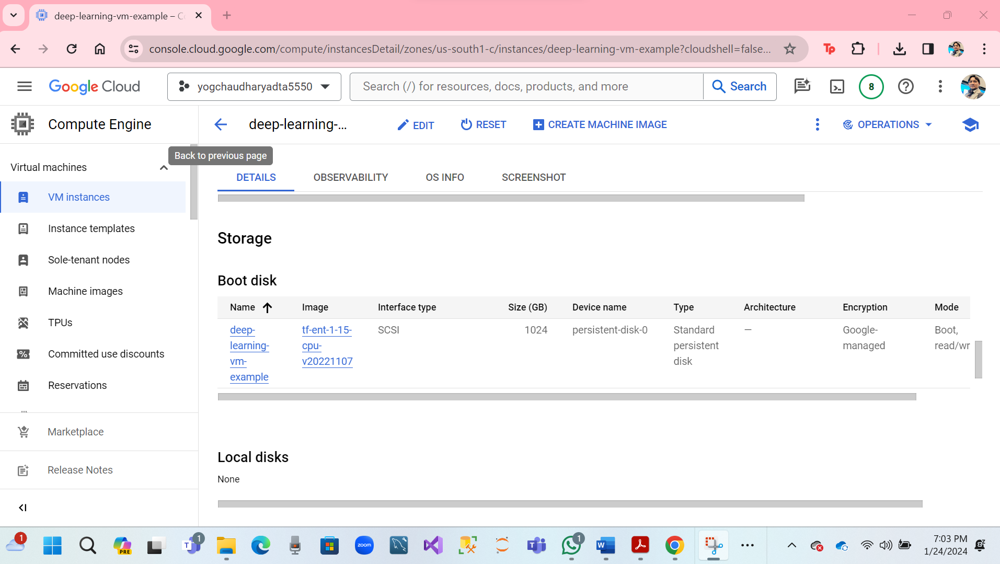 deep-learning-vm-example – Co
console.cloud.google.com/compute/instancesDetail/zones/us-south1-c/instances/deep-learning-vm-example?cloudshell=false...
Tp
Google Cloud
yogchaudharyadta5550
Search (/) for resources, docs, products, and more
Search
8
Compute Engine
deep-learning-...
EDIT
RESET
CREATE MACHINE IMAGE
OPERATIONS
Back to previous page
Virtual machines
VM instances
Instance templates
Sole-tenant nodes
Machine images
TPUs
Committed use discounts
Reservations
Marketplace
Release Notes
DETAILS
OBSERVABILITY
OS INFO
SCREENSHOT
Storage
Boot disk
Name Image Interface type Size (GB) Device name Type Architecture Encryption Mode
deep- tf-ent-1-15- SCSI 1024 persistent-disk-0 Standard — Google- Boot,
learning- cpu- persistent managed read/wr
vm- v20221107 disk
example
Local disks
None
1
PRE
1
T
zoom
T
1
W
7:03 PM
1/24/2024